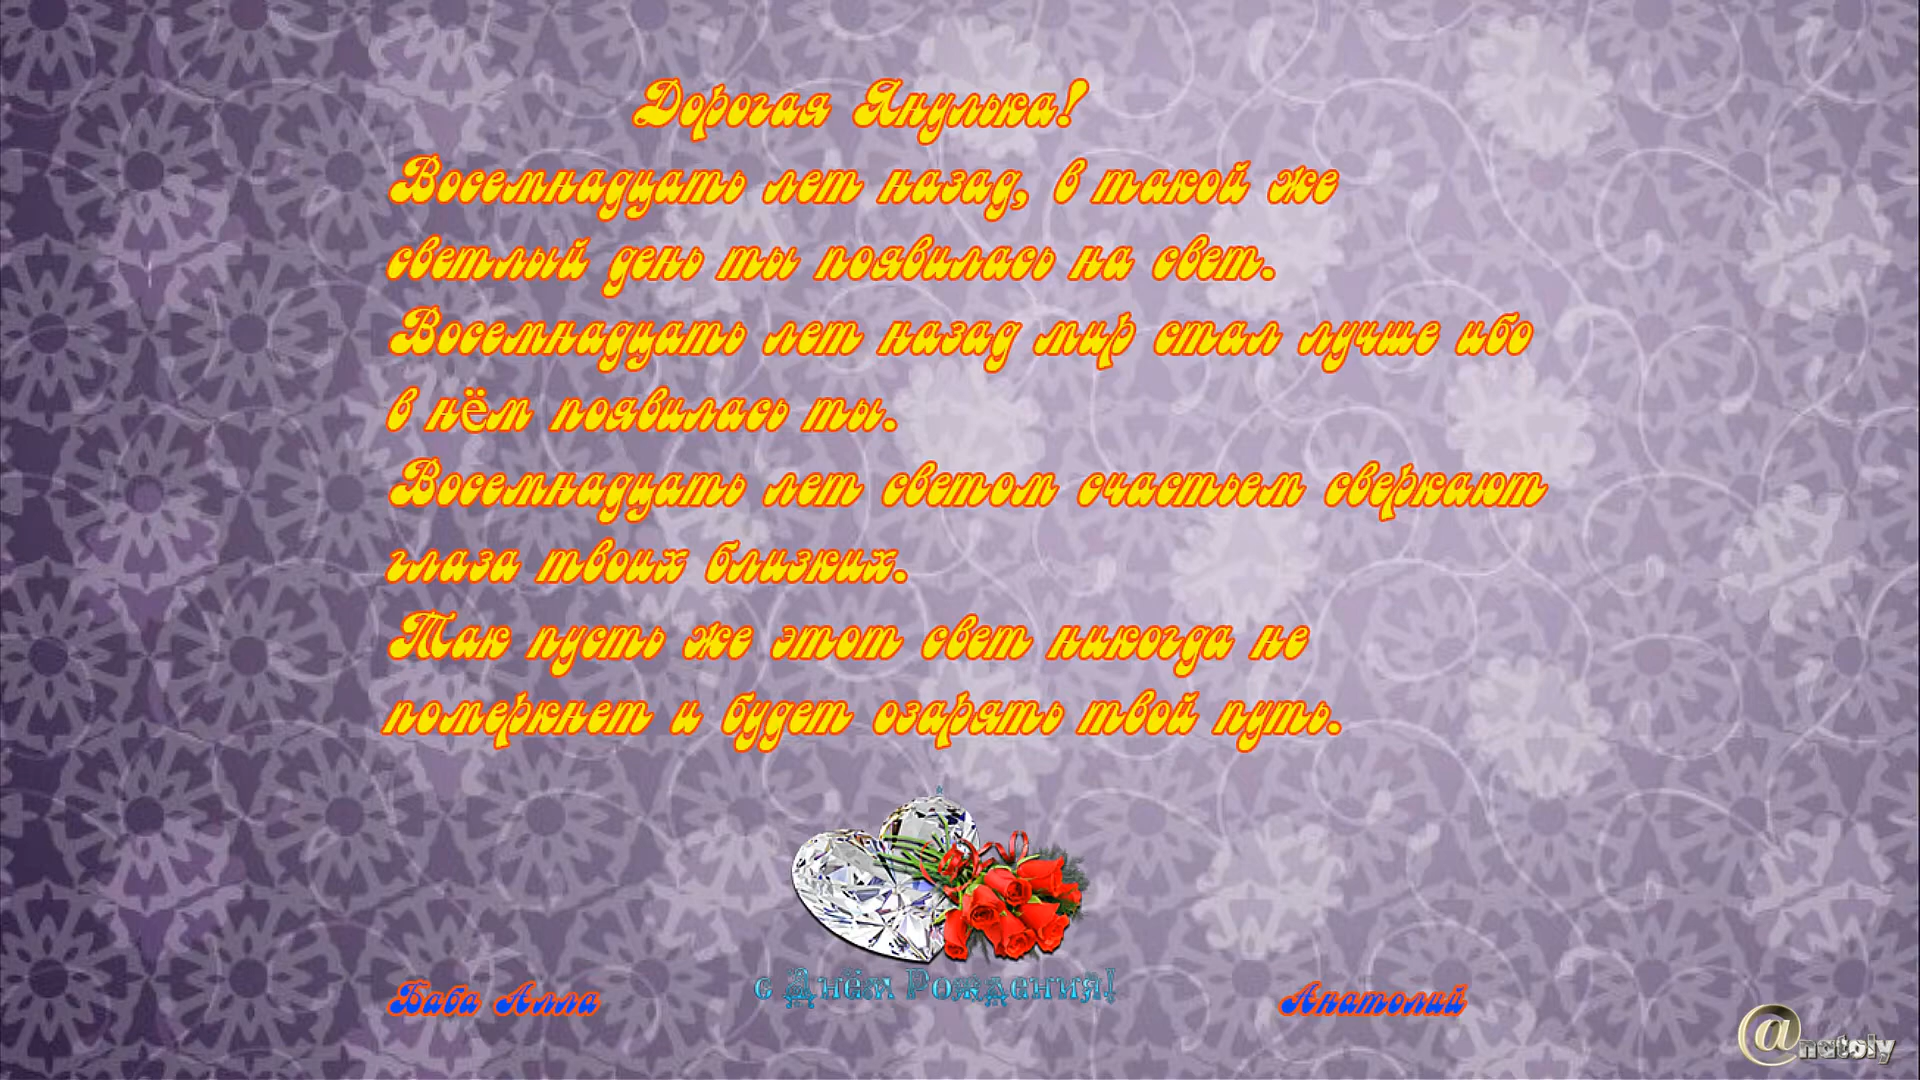 Дорогая Янулька!
Восемнадцать лет назад, в такой же
светлый день ты появилась на свет.
Восемнадцать лет назад мир стал лучше ибо
в нём появилась ты.
Восемнадцать лет светом счастьем сверкают
глаза твоих близких.
Так пусть же этот свет никогда не
померкнет и будет озарять твой путь.
с Днём Рождения!
Баба Алла
Анатолий
@natoly